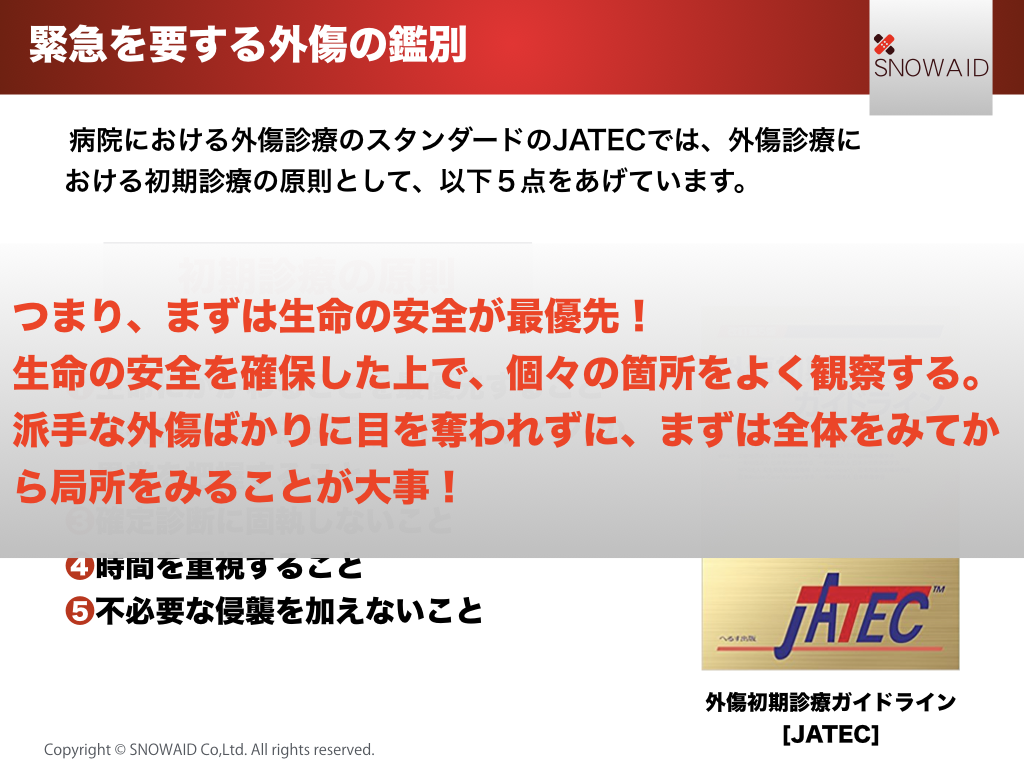 緊急を要する外傷の鑑別
SNOWAID
病院における外傷診療のスタンダードのJATECでは、外傷診療に
おける初期診療の原則として、以下５点をあげています。
初期診療の原則
つまり、まずは生命の安全が最優先！
生命の安全を確保した上で、個々の箇所をよく観察する。
派手な外傷ばかりに目を奪われずに、まずは全体をみてか
ら局所をみることが大事！
❸確定診断に固執しないこと
❹時間を重視すること
❺不必要な侵襲を加えないこと
へるす出版
JATEC™
外傷初期診療ガイドライン
[JATEC]
Copyright © SNOWAID Co,Ltd. All rights reserved.